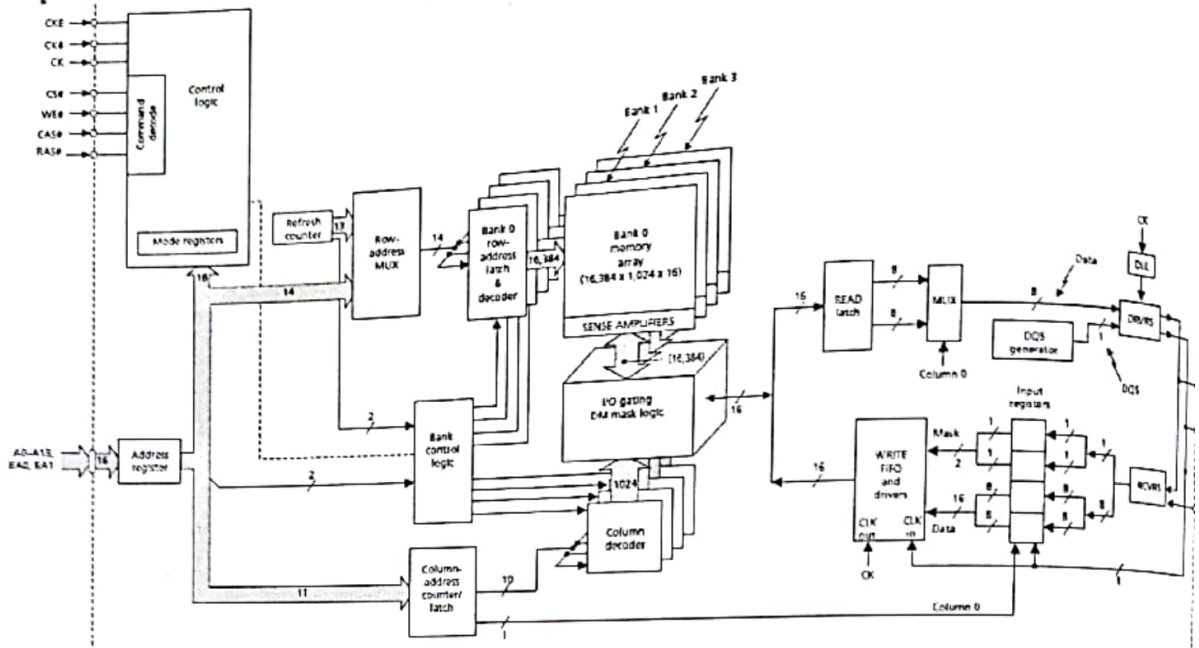 CKE
CK#
CK
CS#
WE#
CAS#
RAS#
Command
decode
Control
logic
Mode registers
16
Refresh
counter
13
Row-
address
MUX
14
14
Bank 0
row-
address
latch
&
decoder
16,384
Bank 1
Bank 2
Bank 3
Bank 0
memory
array
(16,384 x 1,024 x 16)
SENSE AMPLIFIERS
(16,384)
I/O gating
DM mask logic
16
A0-A13,
BA0, BA1
16
Address
register
2
2
Bank
control
logic
1024
Column
decoder
11
Column-
address
counter/
latch
10
1
Column 0
16
READ
latch
8
8
MUX
Column 0
Data
8
CK
DLL
DRVRS
DQS
generator
1
DQS
Input
registers
16
WRITE
FIFO
and
drivers
CLK
out
CLK
in
CK
Mask
2
16
Data
1
1
8
8
1
1
8
8
1
8
RCVRS
1